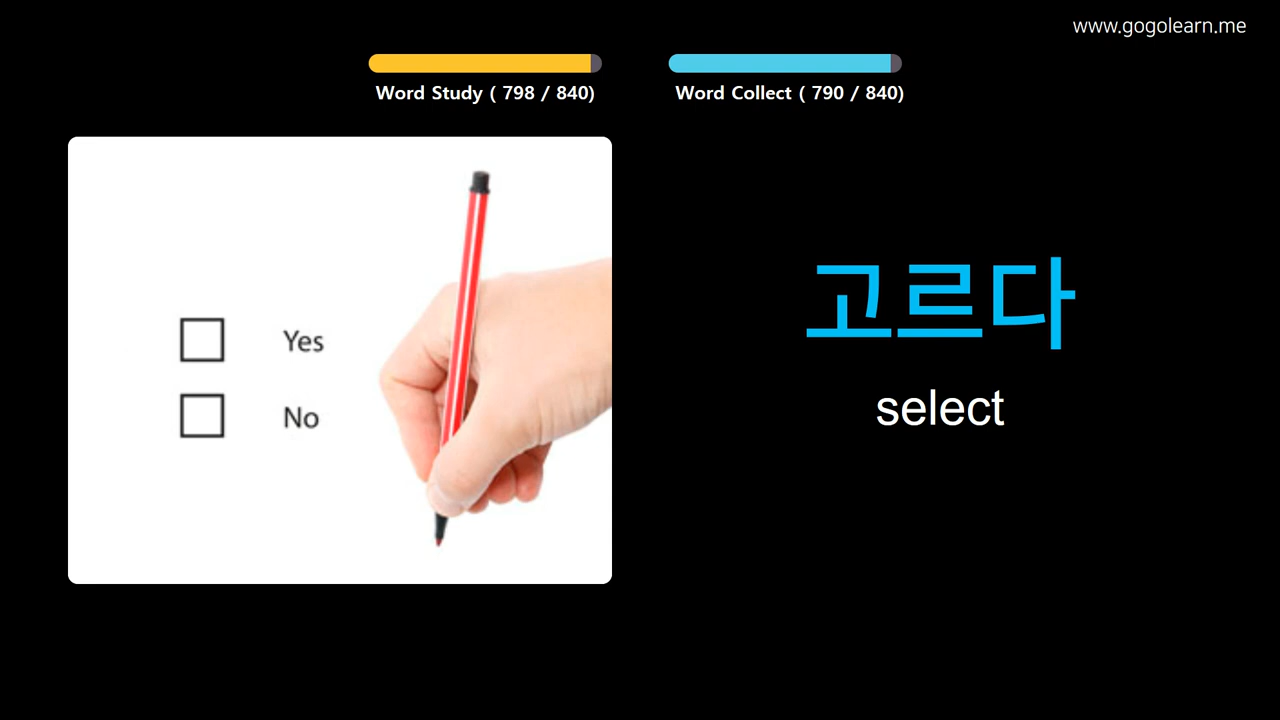 www.gogolearn.me
Word Study ( 798 / 840)
Word Collect ( 790 / 840)
Yes
No
고르다
select